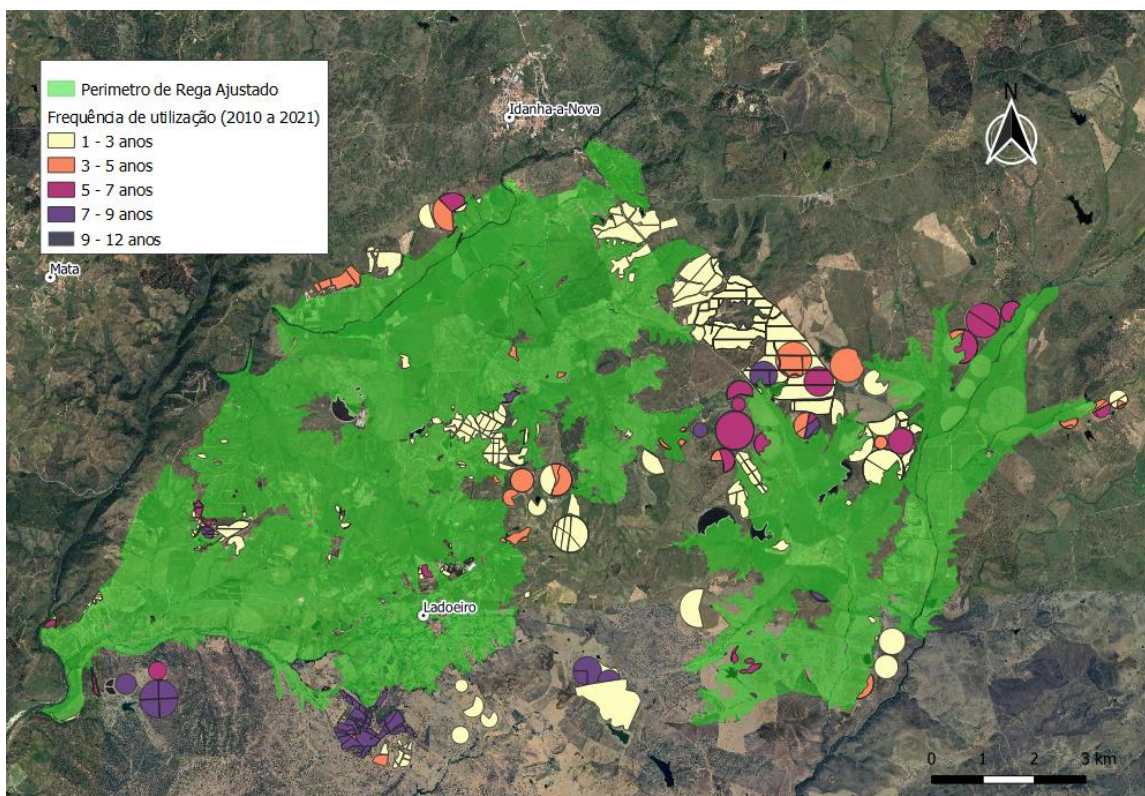 Perimetro de Rega Ajustado
Frequência de utilização (2010 a 2021)
1 - 3 anos
3 - 5 anos
5 - 7 anos
7 - 9 anos
9 - 12 anos
Idanha-a-Nova
N
Mata
Ladoeiro
0 1 2 3 km